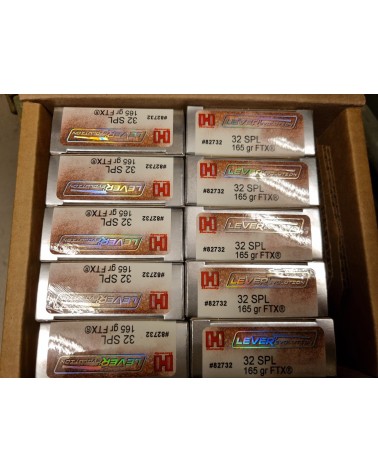 LEVERevolution
32 SPL
165 gr FTX®
#82732
LEVERevolution
#82732 32 SPL
165 gr FTX®
32 SPL
165 gr FTX®
#82732
LEVERevolution
LEVERevolution
#82732 32 SPL
165 gr FTX®
32 SPL
165 gr FTX®
#82732
LEVERevolution
LEVERevolution
#82732 32 SPL
165 gr FTX®
32 SPL
165 gr FTX®
#82732
LEVERevolution
LEVERevolution
#82732 32 SPL
165 gr FTX®
32 SPL
165 gr FTX®
#82732
LEVERevolution
LEVERevolution
#82732 32 SPL
165 gr FTX®